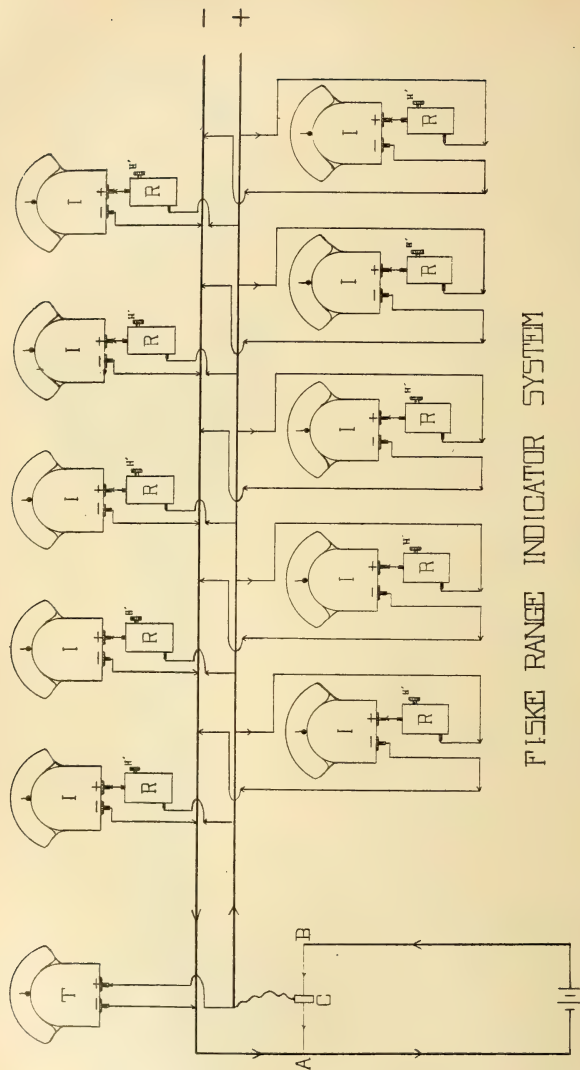 T I I I I I
− + − + − + − + − + − +
H' H' H' H' H'
R R R R R
−
+
I I I I I
− + − + − + − + − +
A C B
H' H' H' H' H'
R R R R R
FISKE RANGE INDICATOR SYSTEM